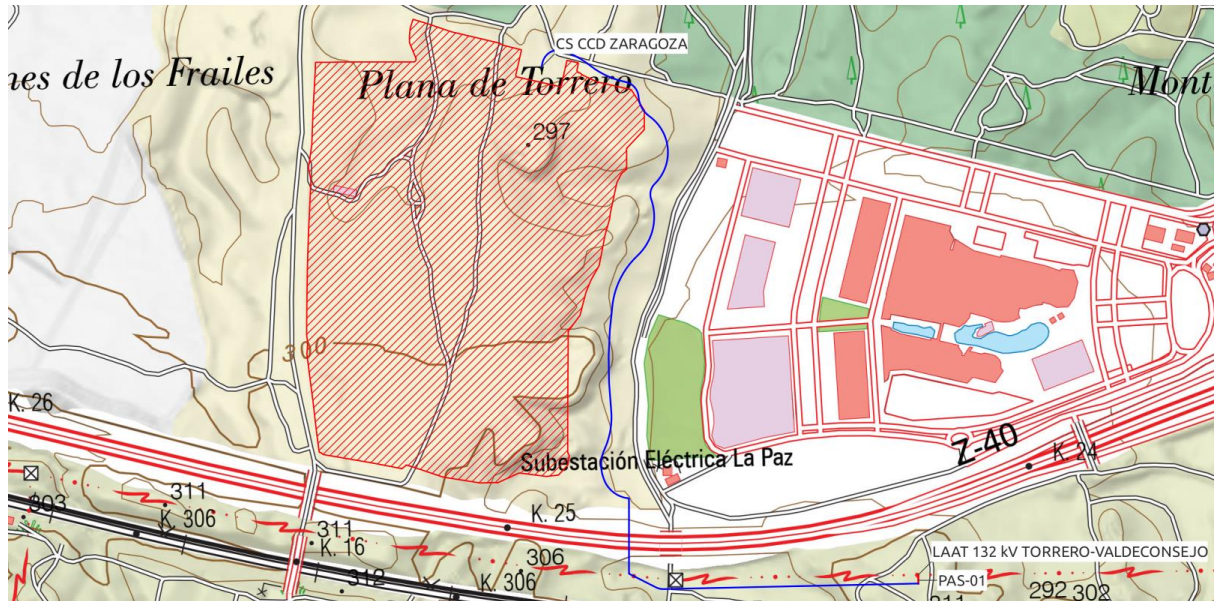 CS CCD ZARAGOZA
nes de los Frailes
Plana de Torrero
Mont
297
300
K. 26
Subestación Eléctrica La Paz
Z-40
K. 24
311
303
K. 306
K. 25
311
K. 16
306
312
K. 306
LAAT 132 kV TORRERO-VALDECONSEJO
PAS-01
311
292
302